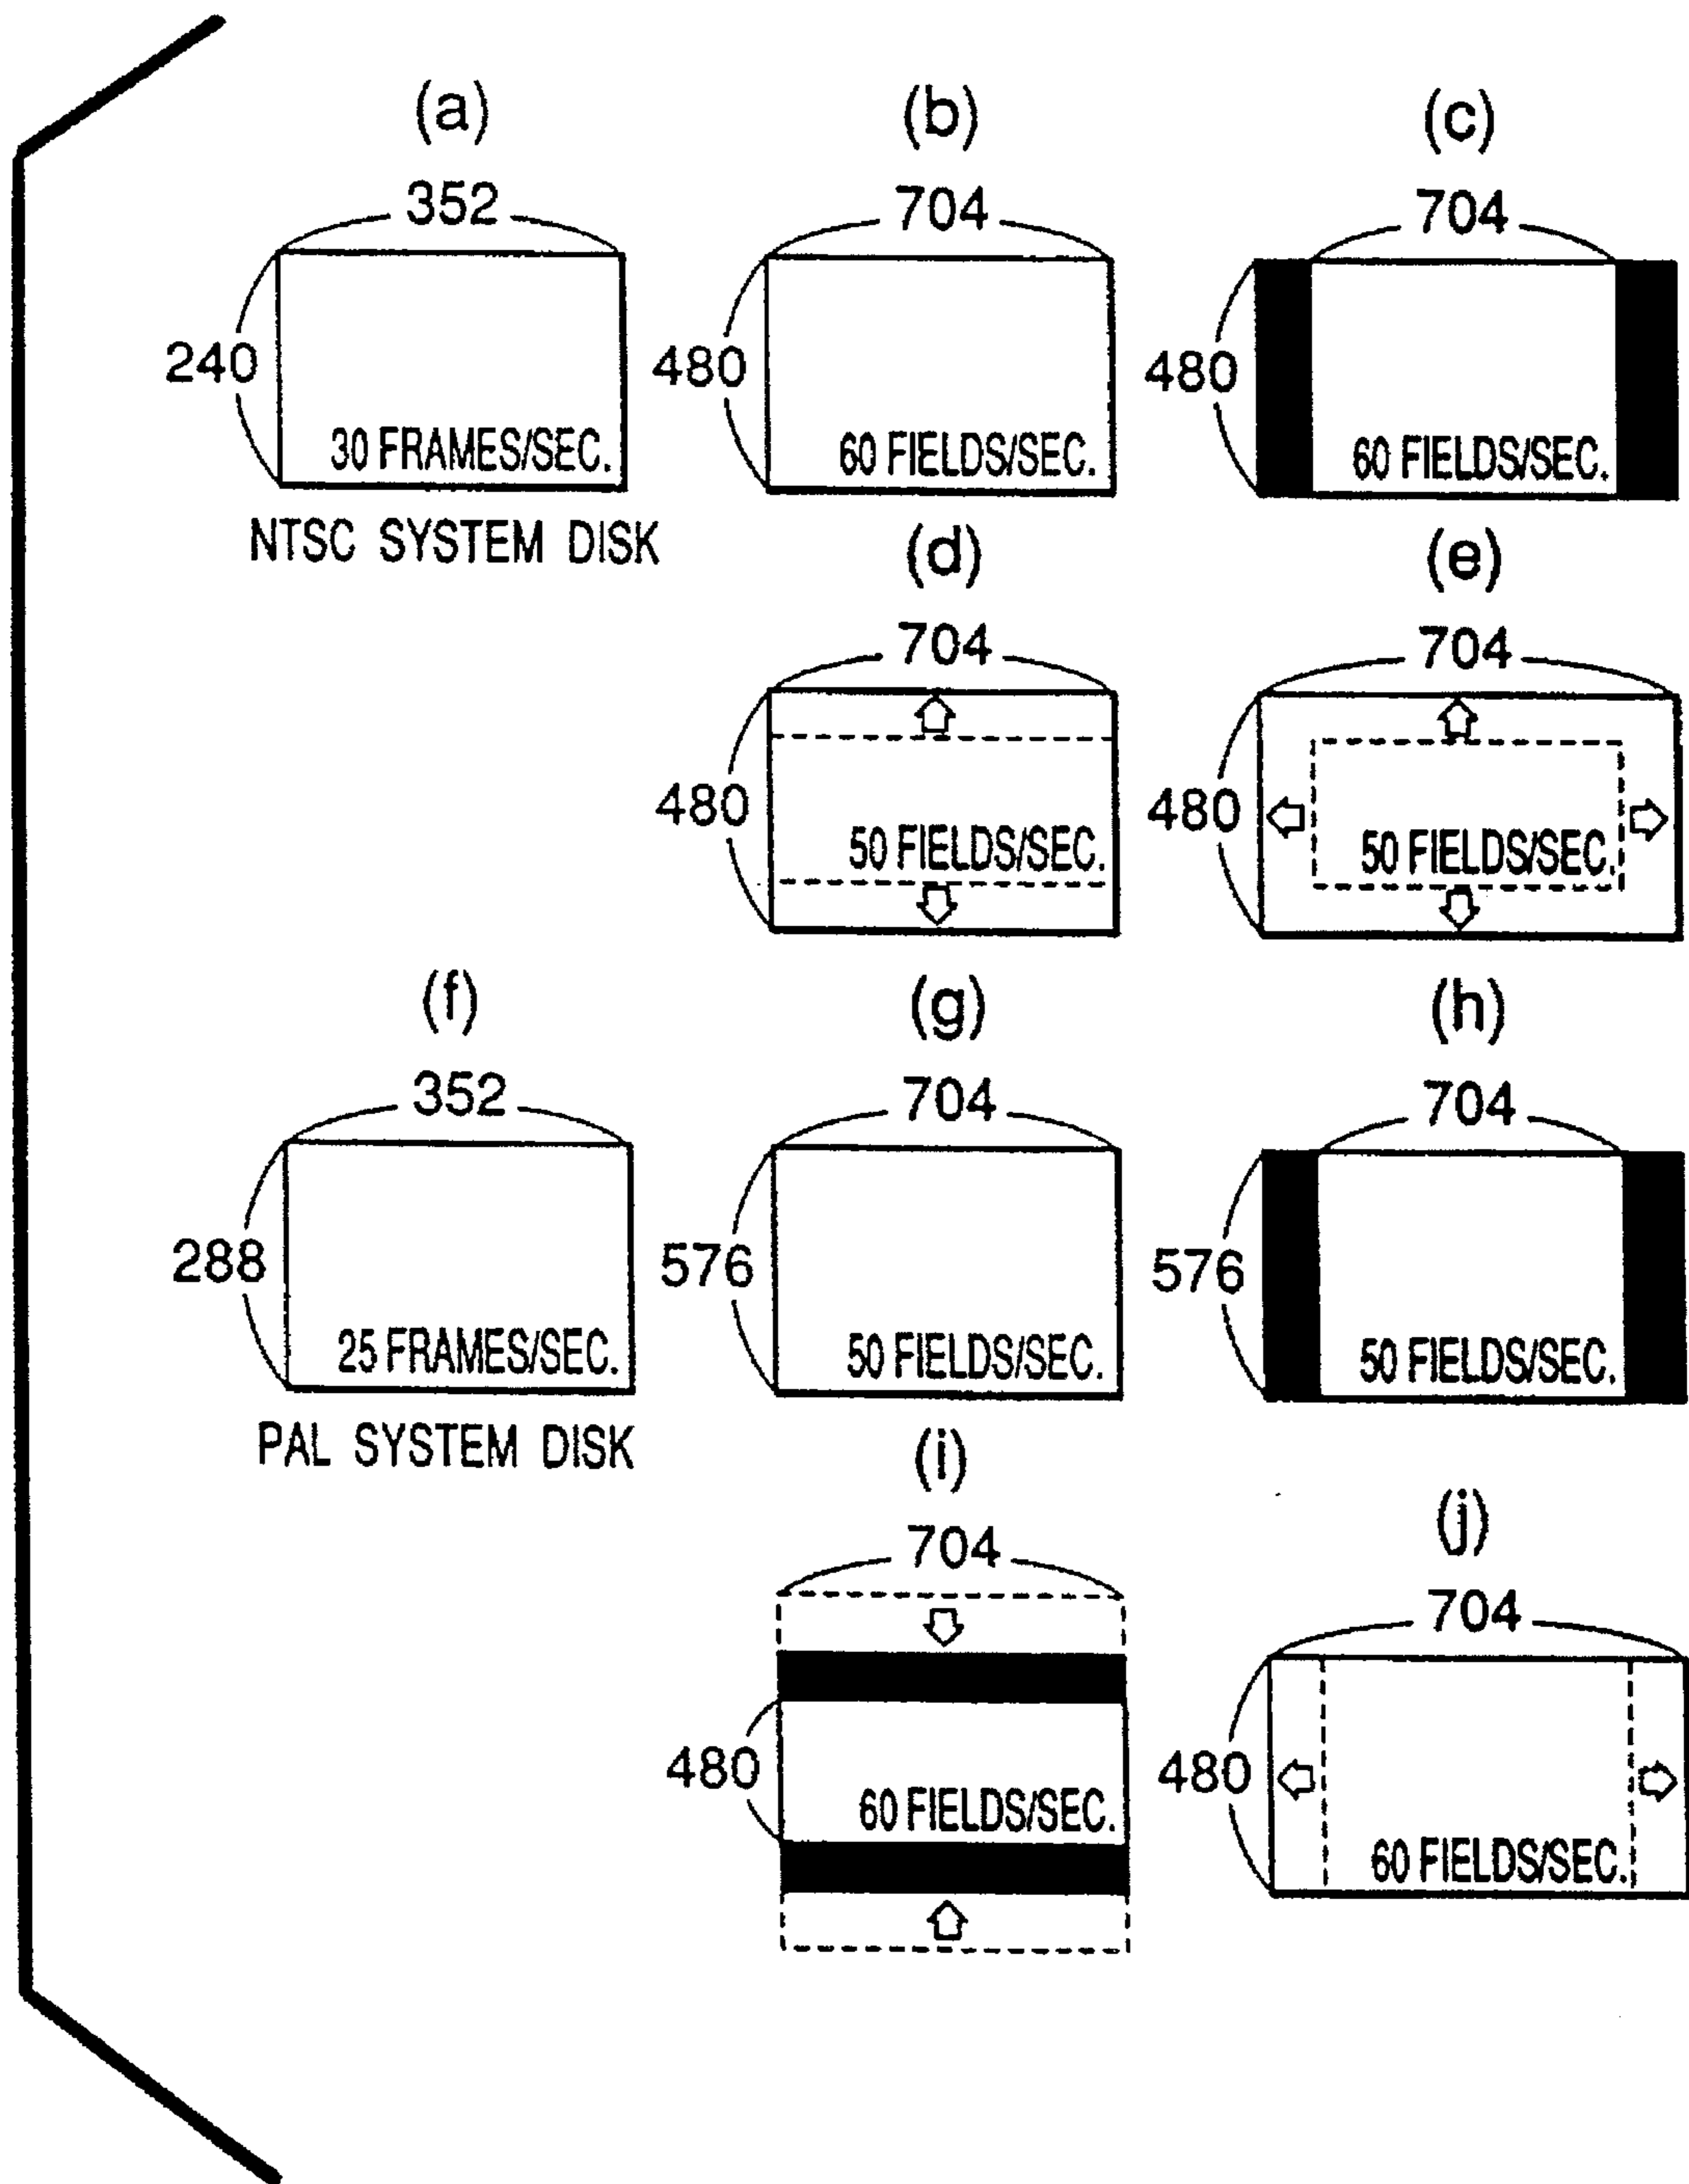 (a) (b) (c)
352 704 704
240 480 480
30 FRAMES/SEC. 60 FIELDS/SEC. 60 FIELDS/SEC.
NTSC SYSTEM DISK
(d) (e)
704 704
480 480
50 FIELDS/SEC. 50 FIELDS/SEC.
(f) (g) (h)
352 704 704
288 576 576
25 FRAMES/SEC. 50 FIELDS/SEC. 50 FIELDS/SEC.
PAL SYSTEM DISK
(i) (j)
704 704
480 480
60 FIELDS/SEC. 60 FIELDS/SEC.